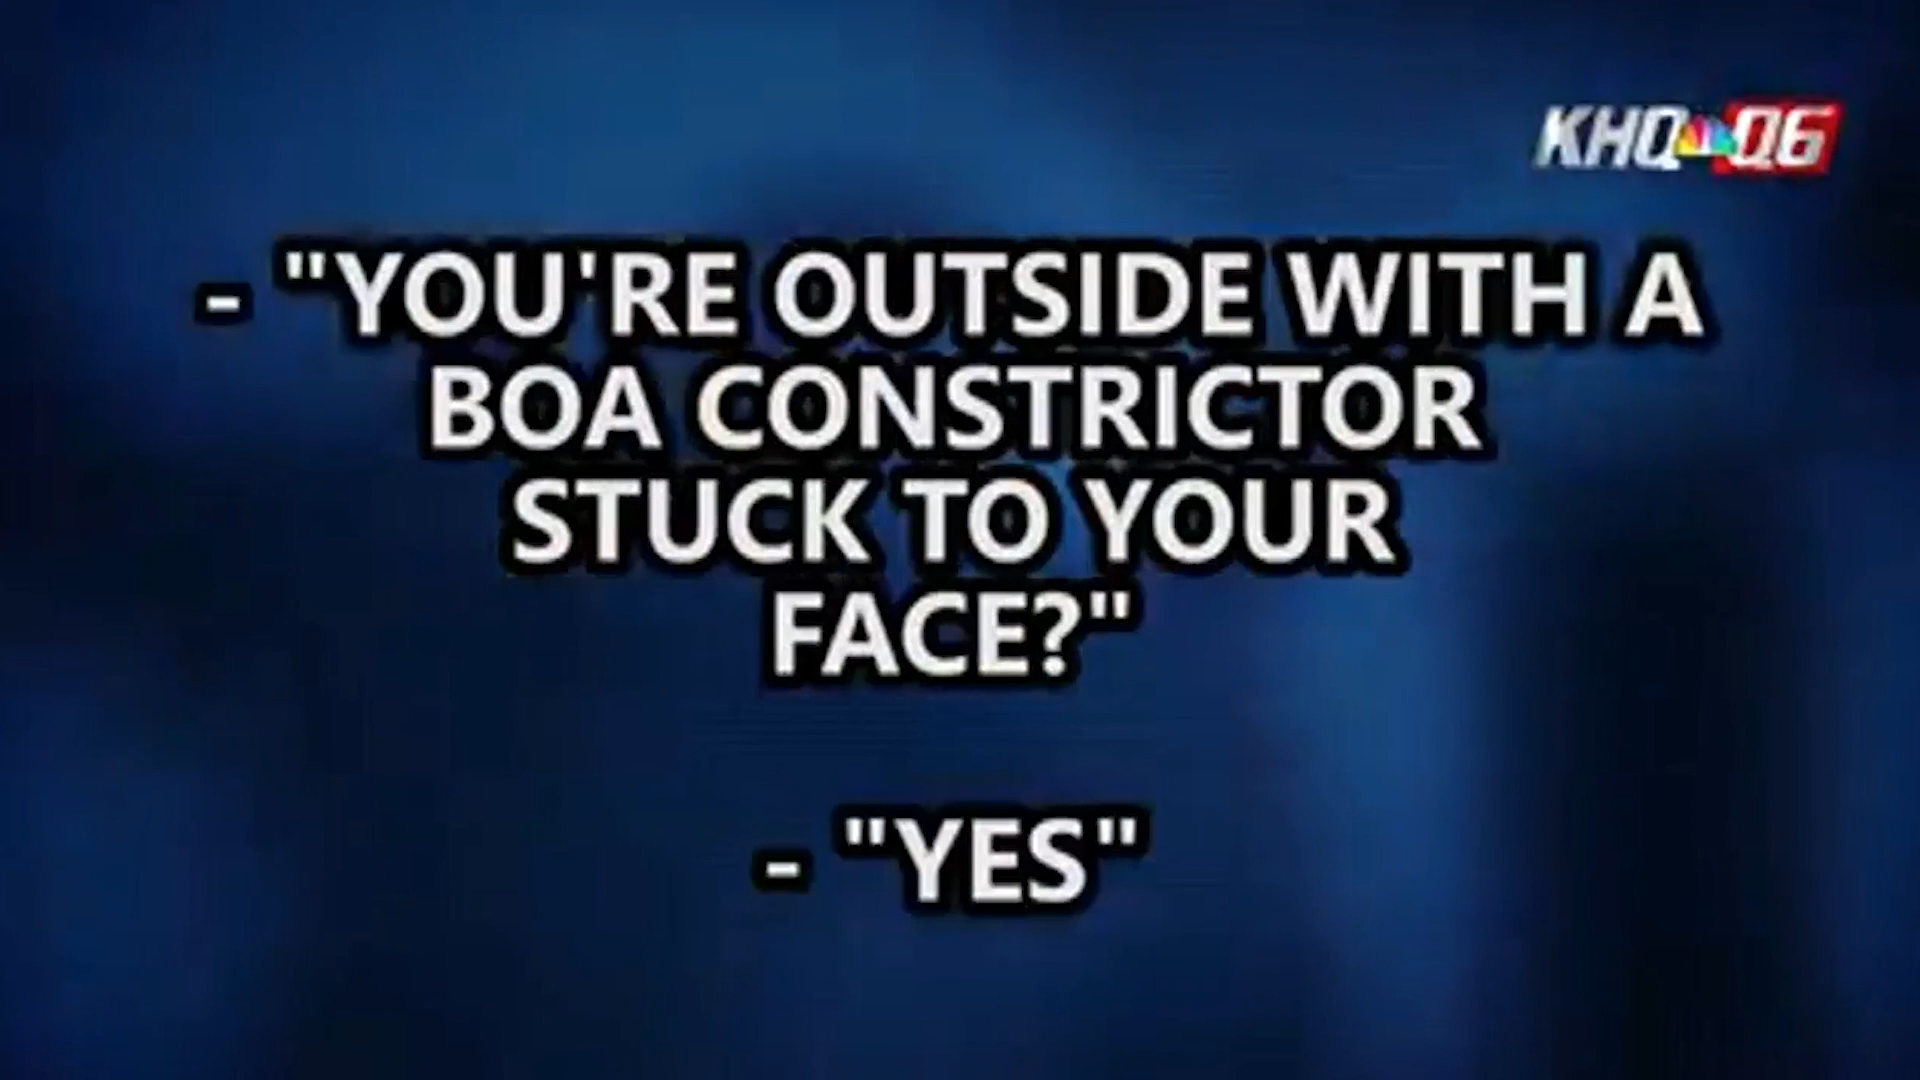 KHQ Q6
- "YOU'RE OUTSIDE WITH A
BOA CONSTRICTOR
STUCK TO YOUR
FACE?"
- "YES"